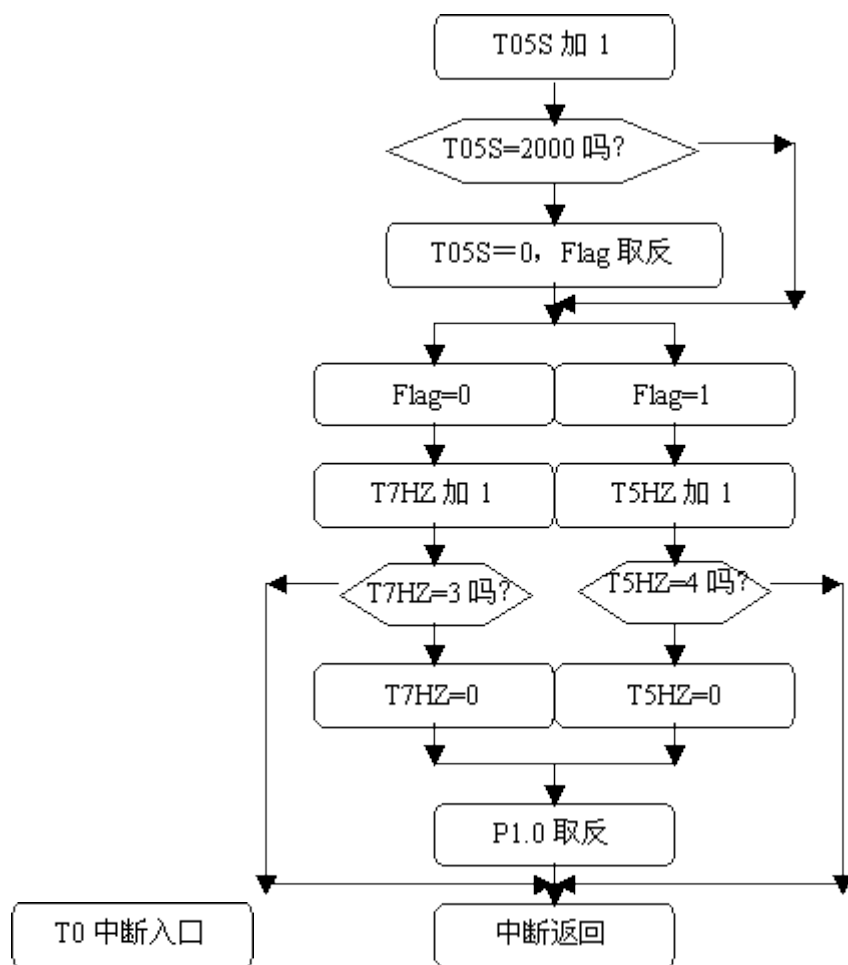 T05S 加 1
T05S=2000 吗?
T05S＝0，Flag 取反
Flag=0
Flag=1
T7HZ 加 1
T5HZ 加 1
T7HZ=3 吗?
T5HZ=4 吗?
T7HZ=0
T5HZ=0
P1.0 取反
T0 中断入口
中断返回